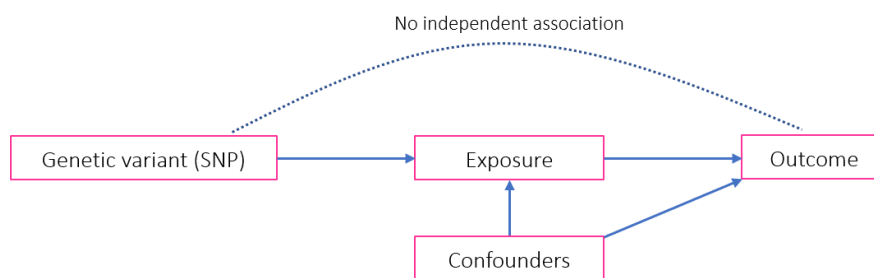 No independent association
Genetic variant (SNP)
Exposure
Outcome
Confounders